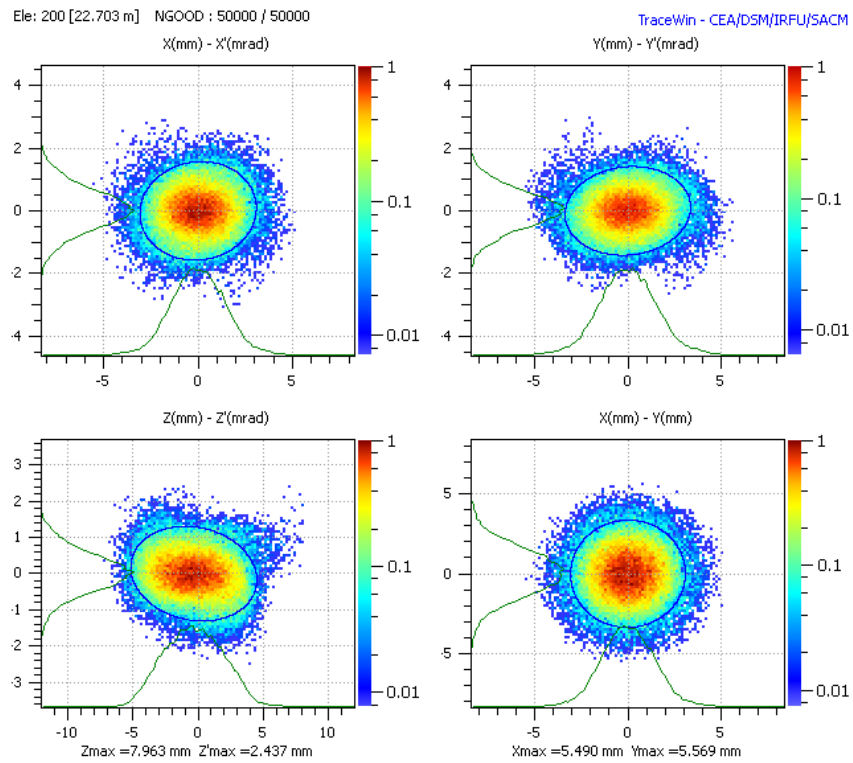 Ele: 200 [22.703 m] NGOOD : 50000 / 50000
TraceWin - CEA/DSM/IRFU/SACM
X(mm) - X'(mrad)
4
2
0
-2
-4
-5 0 5
1
0.1
0.01
Y(mm) - Y'(mrad)
4
2
0
-2
-4
-5 0 5
1
0.1
0.01
Z(mm) - Z'(mrad)
3
2
1
0
-1
-2
-3
-10 -5 0 5 10
1
0.1
0.01
Zmax =7.963 mm Z'max =2.437 mm
X(mm) - Y(mm)
5
0
-5
-5 0 5
1
0.1
0.01
Xmax =5.490 mm Ymax =5.569 mm